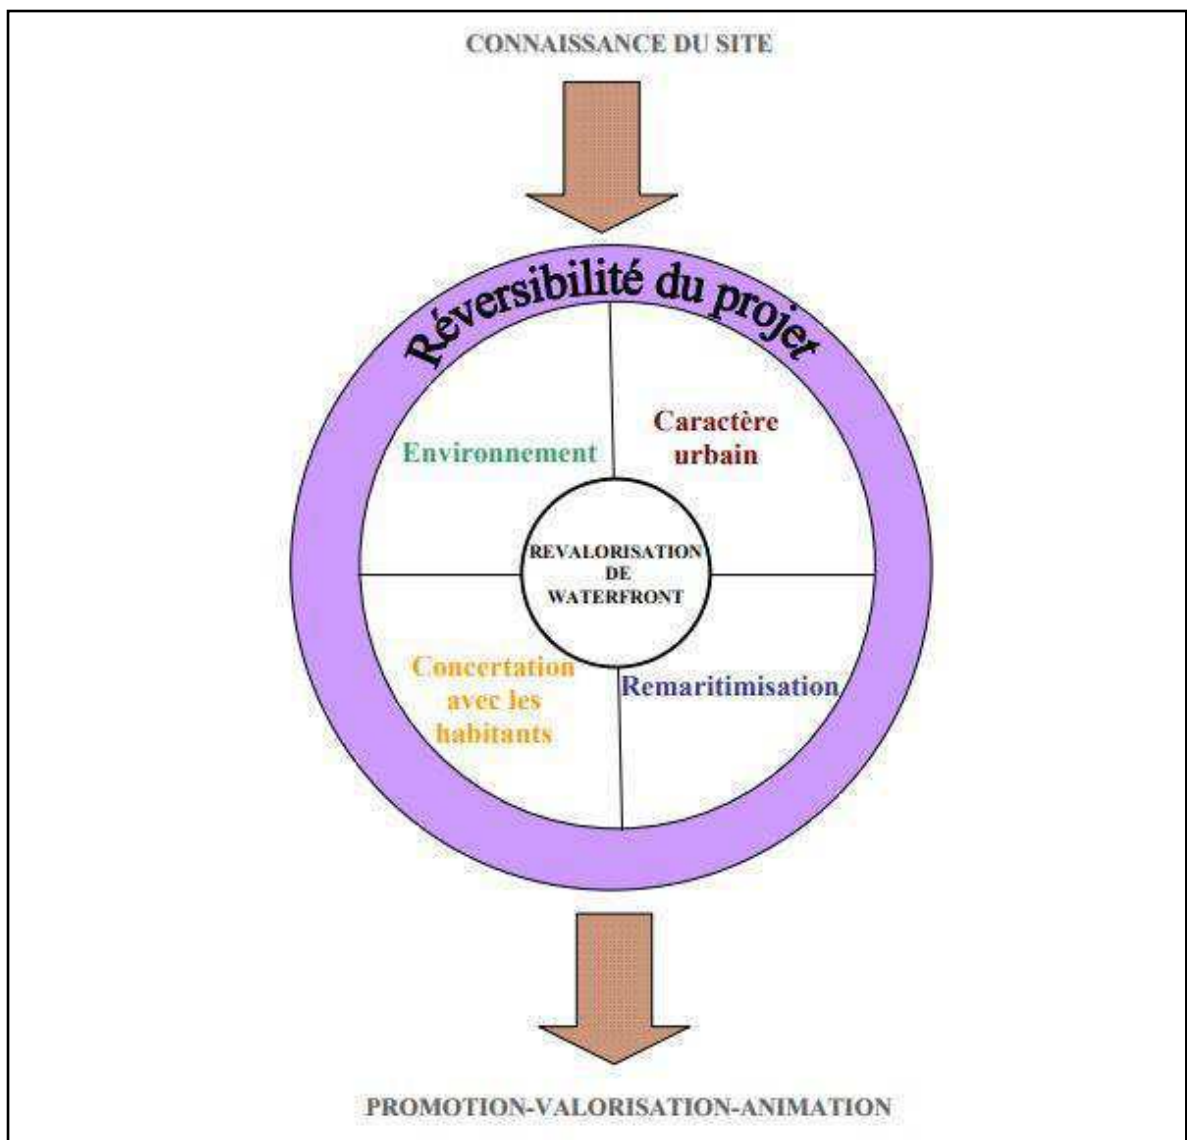 CONNAISSANCE DU SITE
Réversibilité du projet
Environnement
Caractère
urbain
REVALORISATION
DE
WATERFRONT
Concertation
avec les
habitants
Remaritimisation
PROMOTION-VALORISATION-ANIMATION